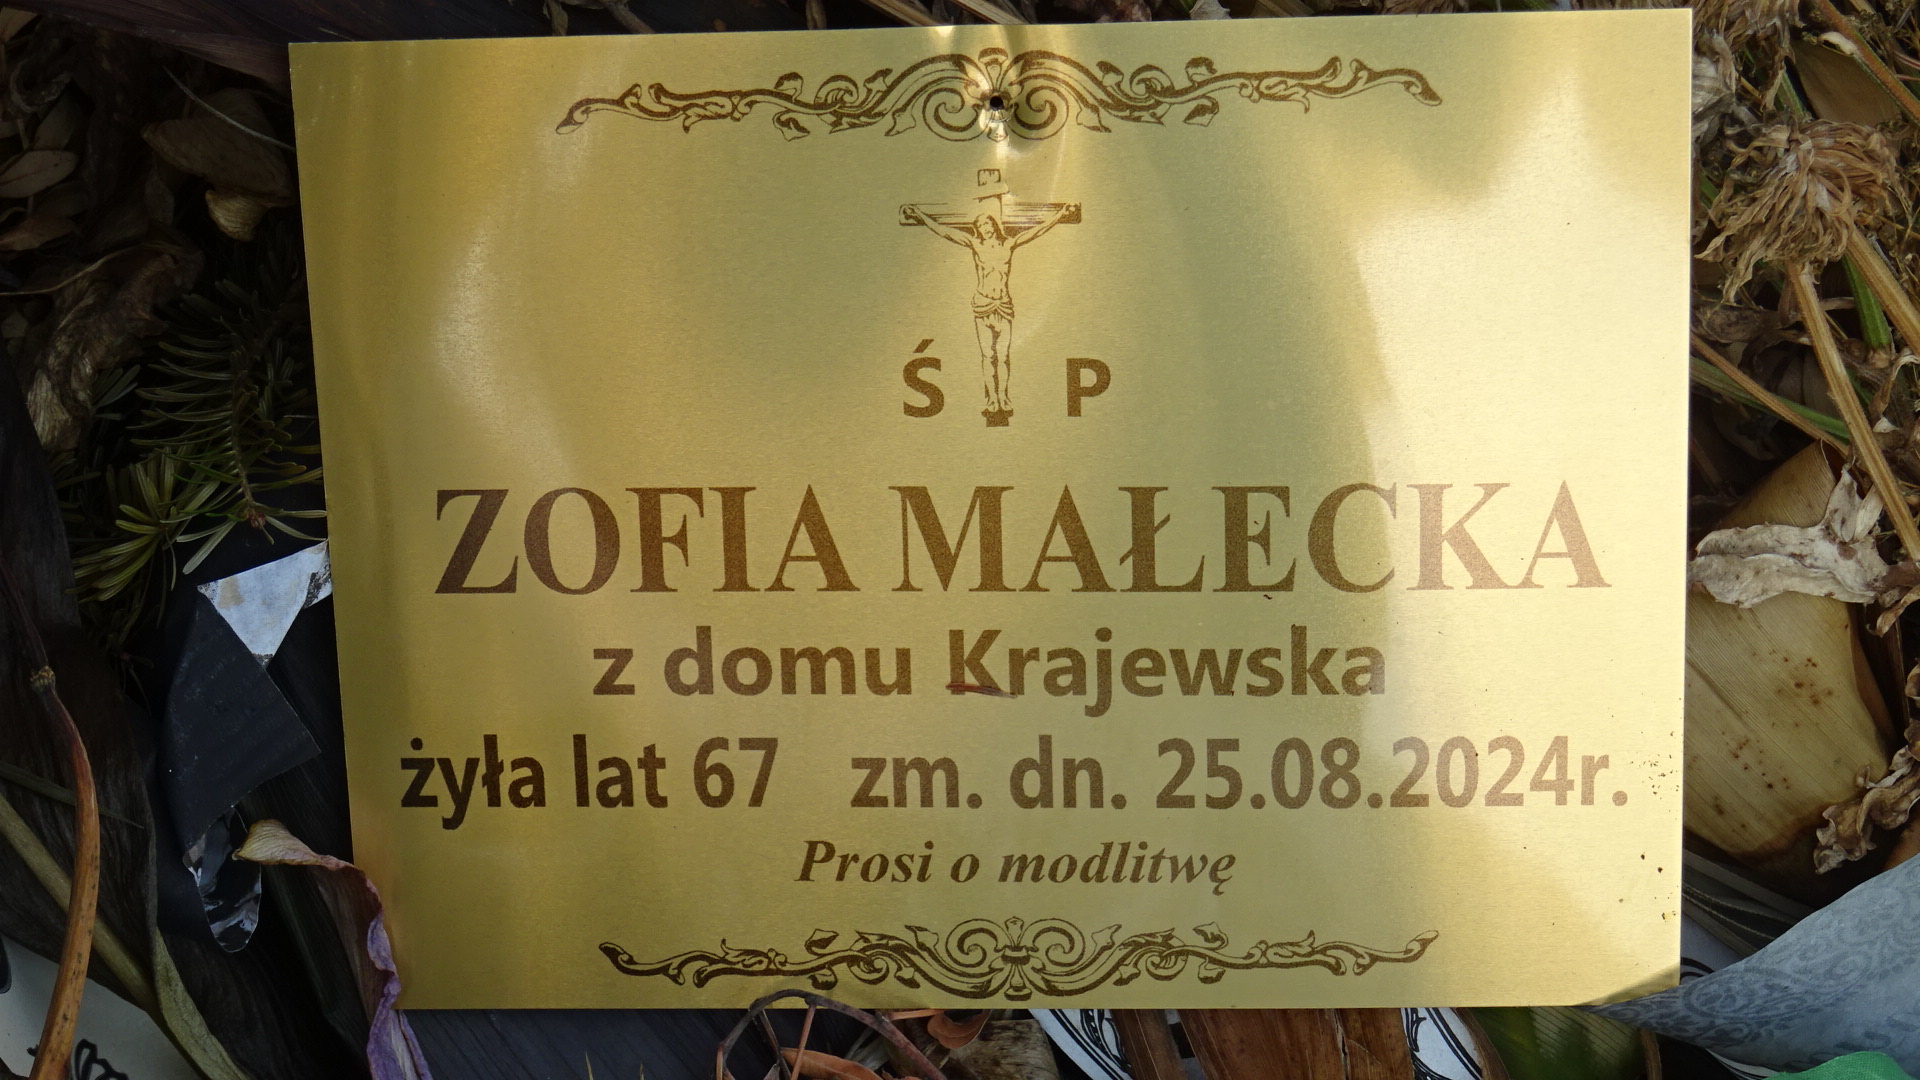 Ś P
ZOFIA MAŁECKA
z domu Krajewska
żyła lat 67 zm. dn. 25.08.2024r.
Prosi o modlitwę